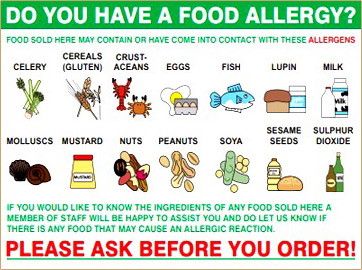 DO YOU HAVE A FOOD ALLERGY?
FOOD SOLD HERE MAY CONTAIN OR HAVE COME INTO CONTACT WITH THESE ALLERGENS
CELERY
CEREALS
(GLUTEN)
CRUST-
ACEANS
EGGS
FISH
LUPIN
MILK
MOLLUSCS
MUSTARD
MUSTARD
NUTS
PEANUTS
SOYA
SESAME
SEEDS
SULPHUR
DIOXIDE
IF YOU WOULD LIKE TO KNOW THE INGREDIENTS OF ANY FOOD SOLD HERE A
MEMBER OF STAFF WILL BE HAPPY TO ASSIST YOU AND DO LET US KNOW IF
THERE IS ANY FOOD THAT MAY CAUSE AN ALLERGIC REACTION.
PLEASE ASK BEFORE YOU ORDER!